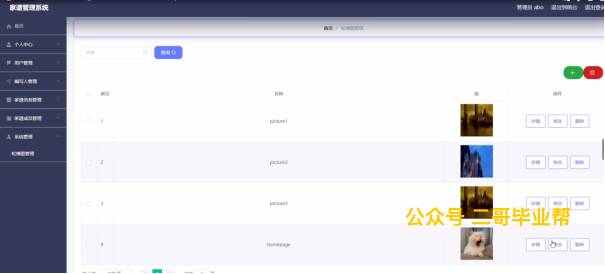 家谱管理系统
管理员 abo 退出到前台 退出登录
首页
首页 / 轮播图管理
个人中心
名称 查询
用户管理
编写人管理
家谱信息管理
家谱成员管理
系统管理
轮播图管理
索引 名称 值 操作
1 picture1 详情 修改 删除
2 picture2 详情 修改 删除
3 picture3 详情 修改 删除
公众号 二哥毕业帮
4 homepage 详情 修改 删除